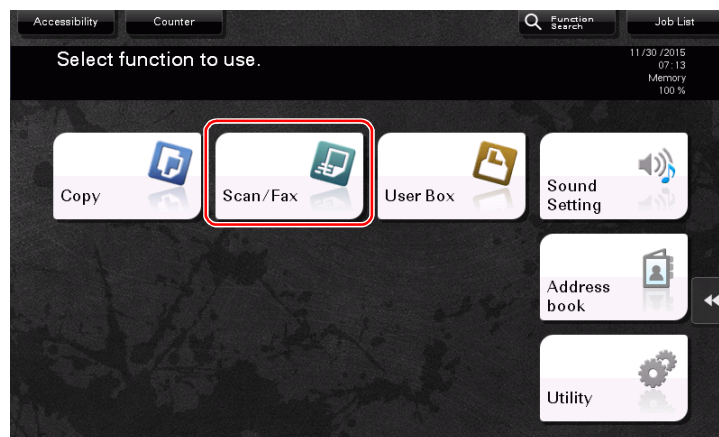 Accessibility
Counter
Function
Search
Job List
Select function to use.
11/30 /2015
07:13
Memory
100 %
Copy
Scan/Fax
User Box
Sound
Setting
Address
book
Utility